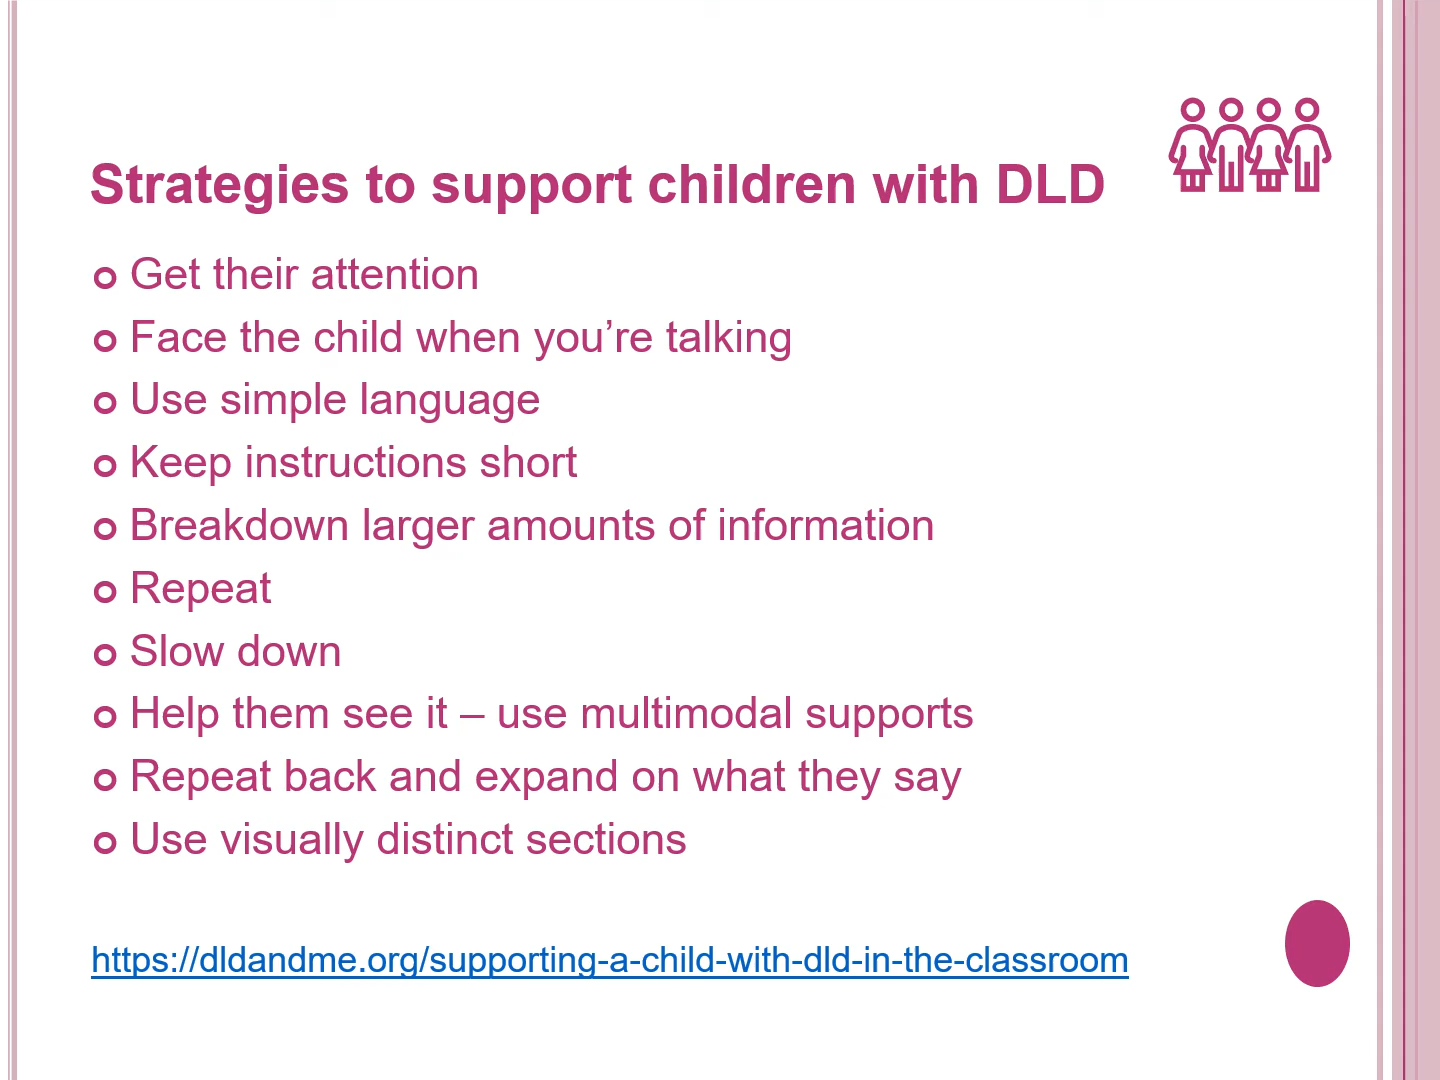 Strategies to support children with DLD
Get their attention
Face the child when you’re talking
Use simple language
Keep instructions short
Breakdown larger amounts of information
Repeat
Slow down
Help them see it – use multimodal supports
Repeat back and expand on what they say
Use visually distinct sections
https://dldandme.org/supporting-a-child-with-dld-in-the-classroom